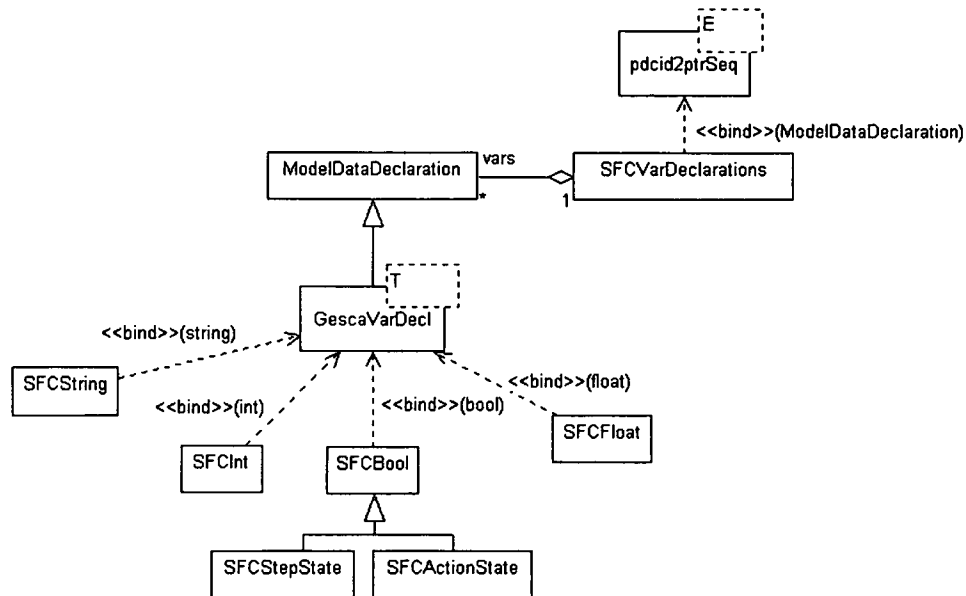 E
pdcid2ptrSeq
<<bind>>(ModelDataDeclaration)
ModelDataDeclaration
vars
SFCVarDeclarations
*
1
T
GescaVarDecl
<<bind>>(string)
SFCString
<<bind>>(int)
<<bind>>(bool)
<<bind>>(float)
SFCInt
SFCBool
SFCFloat
SFCStepState
SFCActionState